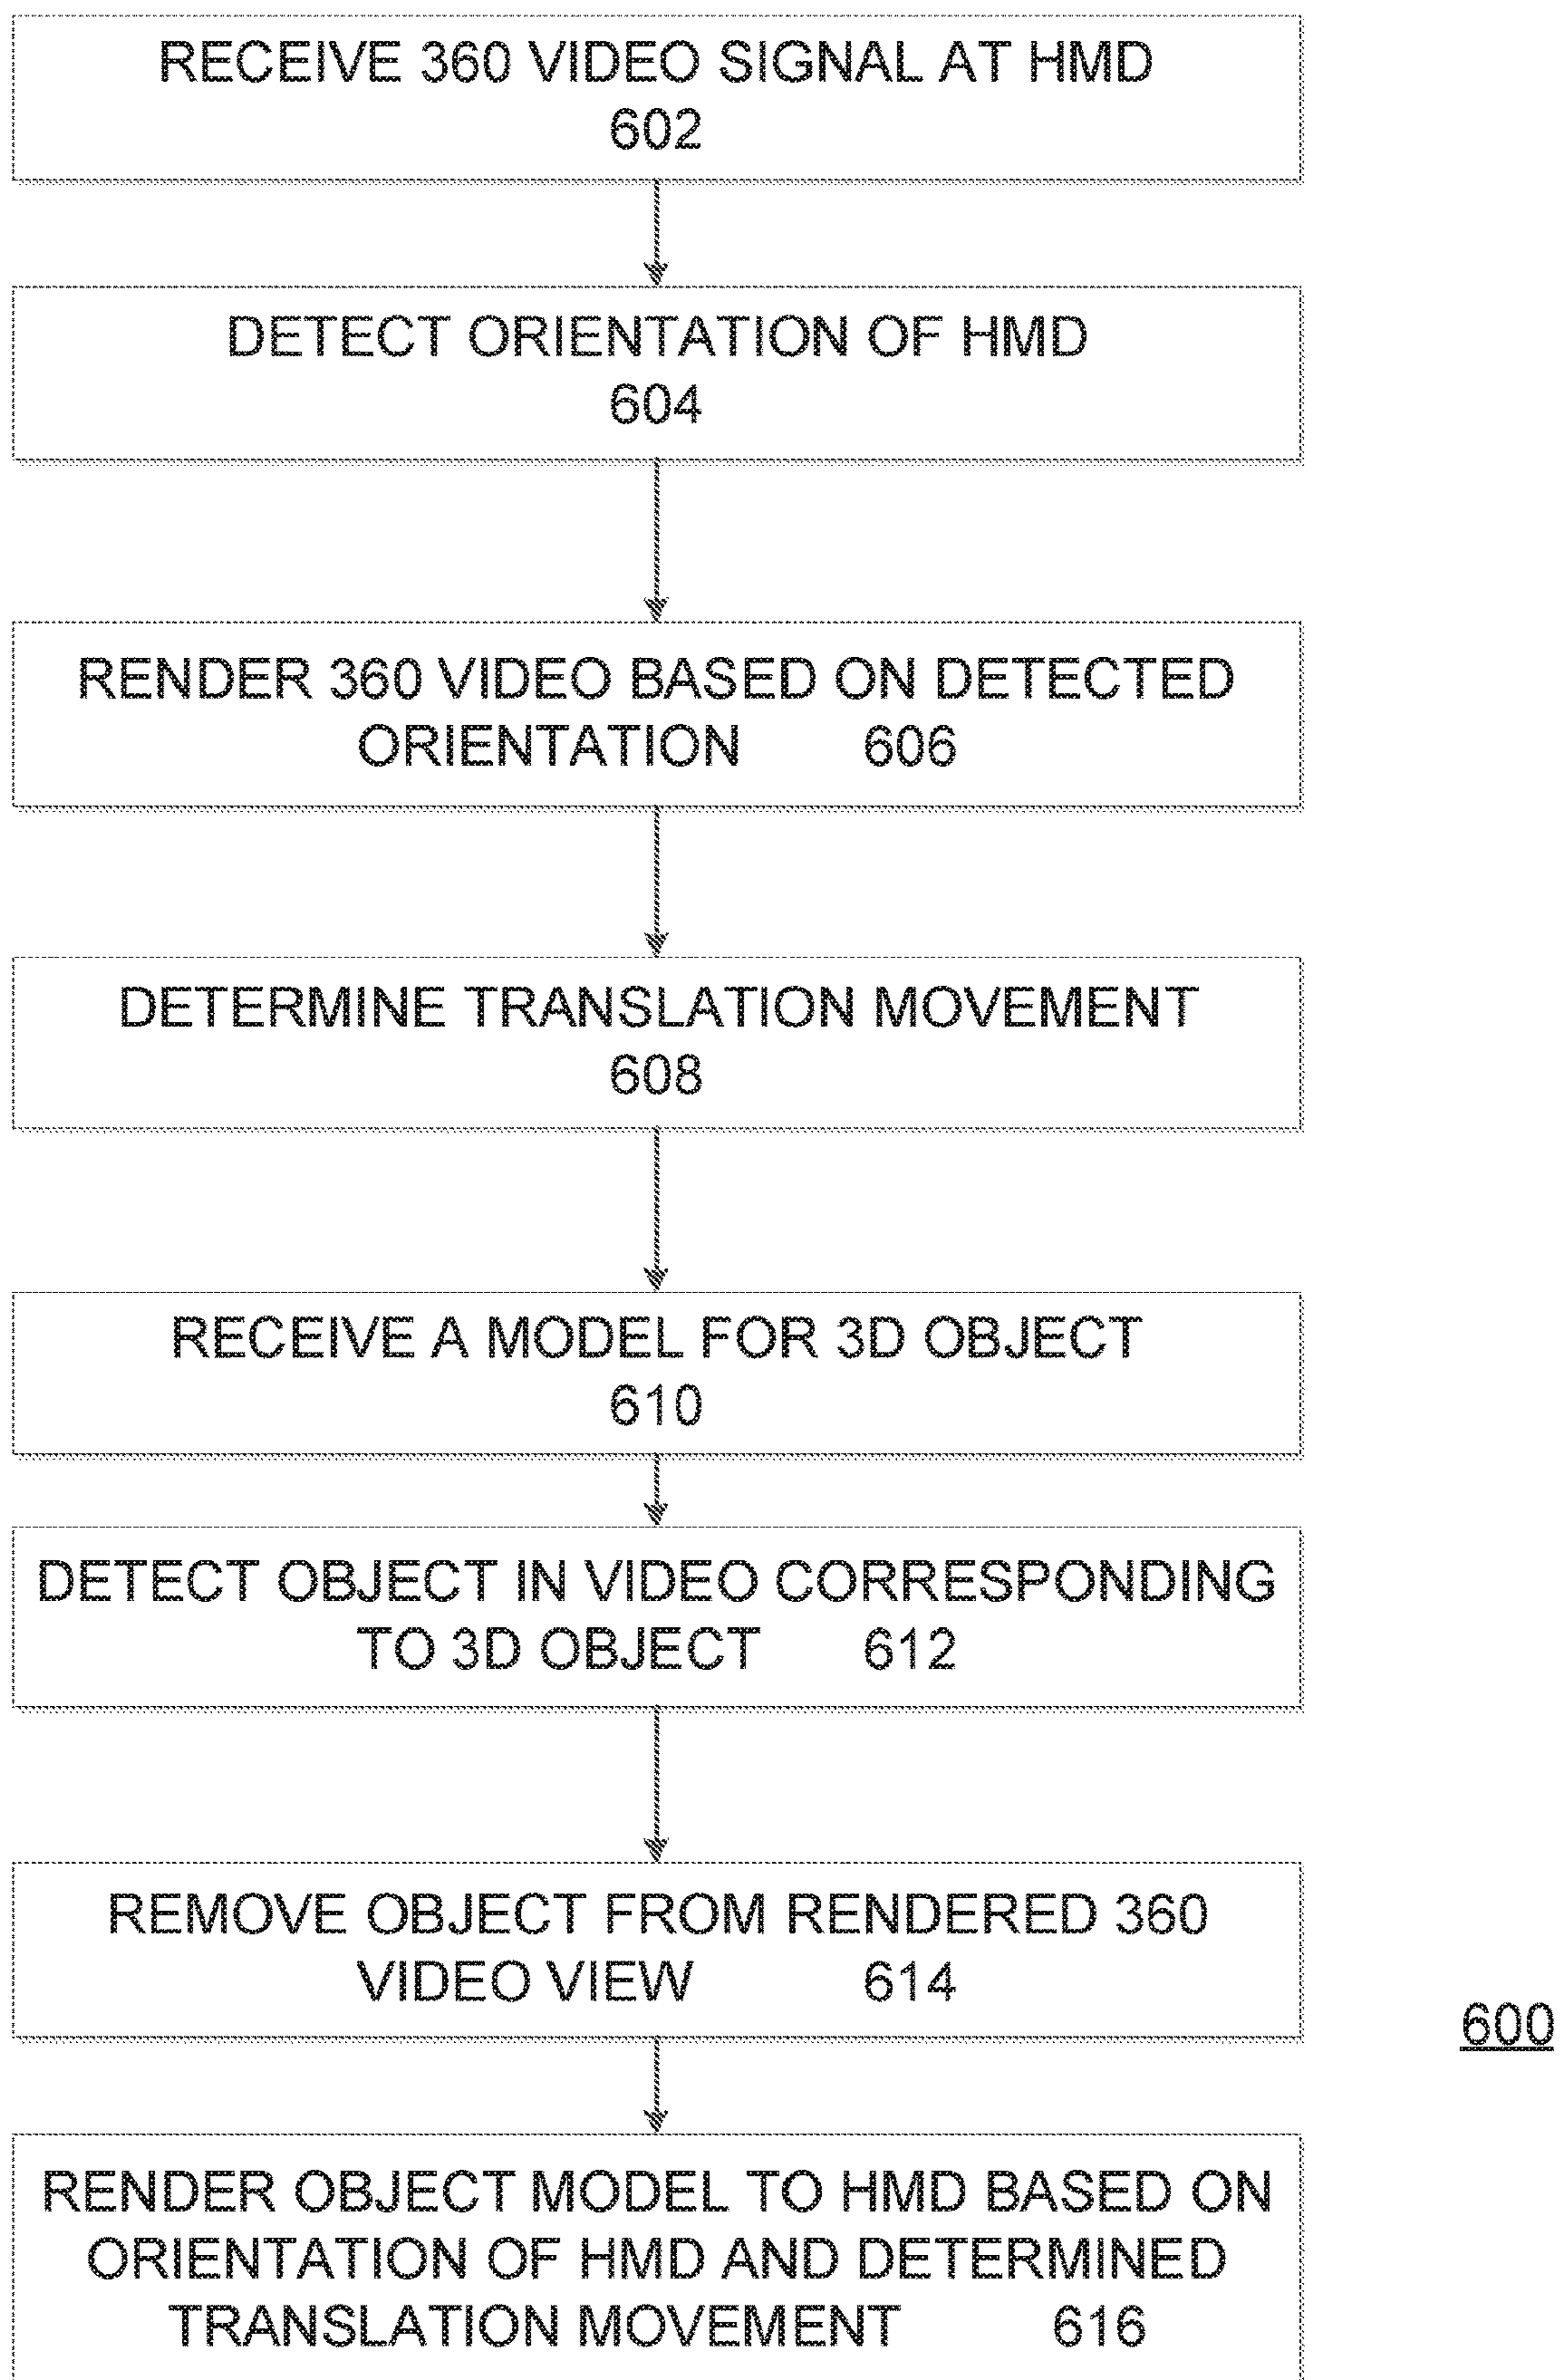 RECEIVE 360 VIDEO SIGNAL AT HMD
602
DETECT ORIENTATION OF HMD
604
RENDER 360 VIDEO BASED ON DETECTED
ORIENTATION 606
DETERMINE TRANSLATION MOVEMENT
608
RECEIVE A MODEL FOR 3D OBJECT
610
DETECT OBJECT IN VIDEO CORRESPONDING
TO 3D OBJECT 612
REMOVE OBJECT FROM RENDERED 360
VIDEO VIEW 614
600
RENDER OBJECT MODEL TO HMD BASED ON
ORIENTATION OF HMD AND DETERMINED
TRANSLATION MOVEMENT 616